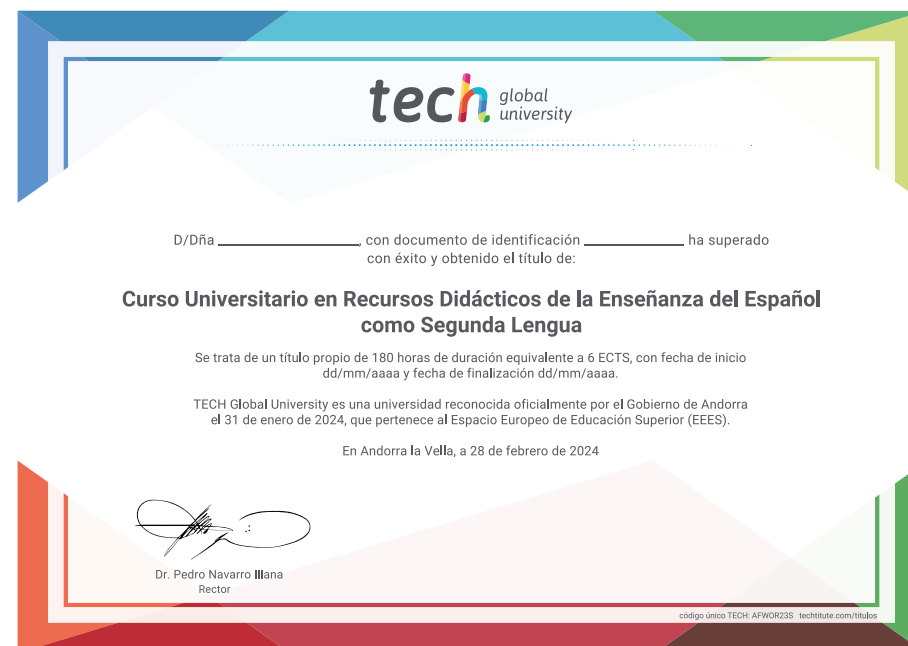 tech global university
D/Dña ____________________, con documento de identificación ______________ ha superado
con éxito y obtenido el título de:
Curso Universitario en Recursos Didácticos de la Enseñanza del Español
como Segunda Lengua
Se trata de un título propio de 180 horas de duración equivalente a 6 ECTS, con fecha de inicio
dd/mm/aaaa y fecha de finalización dd/mm/aaaa.
TECH Global University es una universidad reconocida oficialmente por el Gobierno de Andorra
el 31 de enero de 2024, que pertenece al Espacio Europeo de Educación Superior (EEES).
En Andorra la Vella, a 28 de febrero de 2024
Dr. Pedro Navarro Illana
Rector
código único TECH: AFWOR23S techtitute.com/titulos